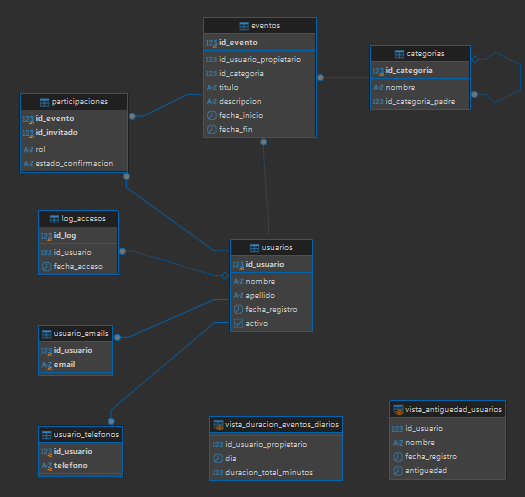 eventos
id_evento
id_usuario_propietario
id_categoria
titulo
descripcion
fecha_inicio
fecha_fin
categorias
id_categoria
nombre
id_categoria_padre
participaciones
id_evento
id_invitado
rol
estado_confirmacion
log_accesos
id_log
id_usuario
fecha_acceso
usuarios
id_usuario
nombre
apellido
fecha_registro
activo
usuario_emails
id_usuario
email
usuario_telefonos
id_usuario
telefono
vista_duracion_eventos_diarios
id_usuario_propietario
dia
duracion_total_minutos
vista_antiguedad_usuarios
id_usuario
nombre
fecha_registro
antiguedad